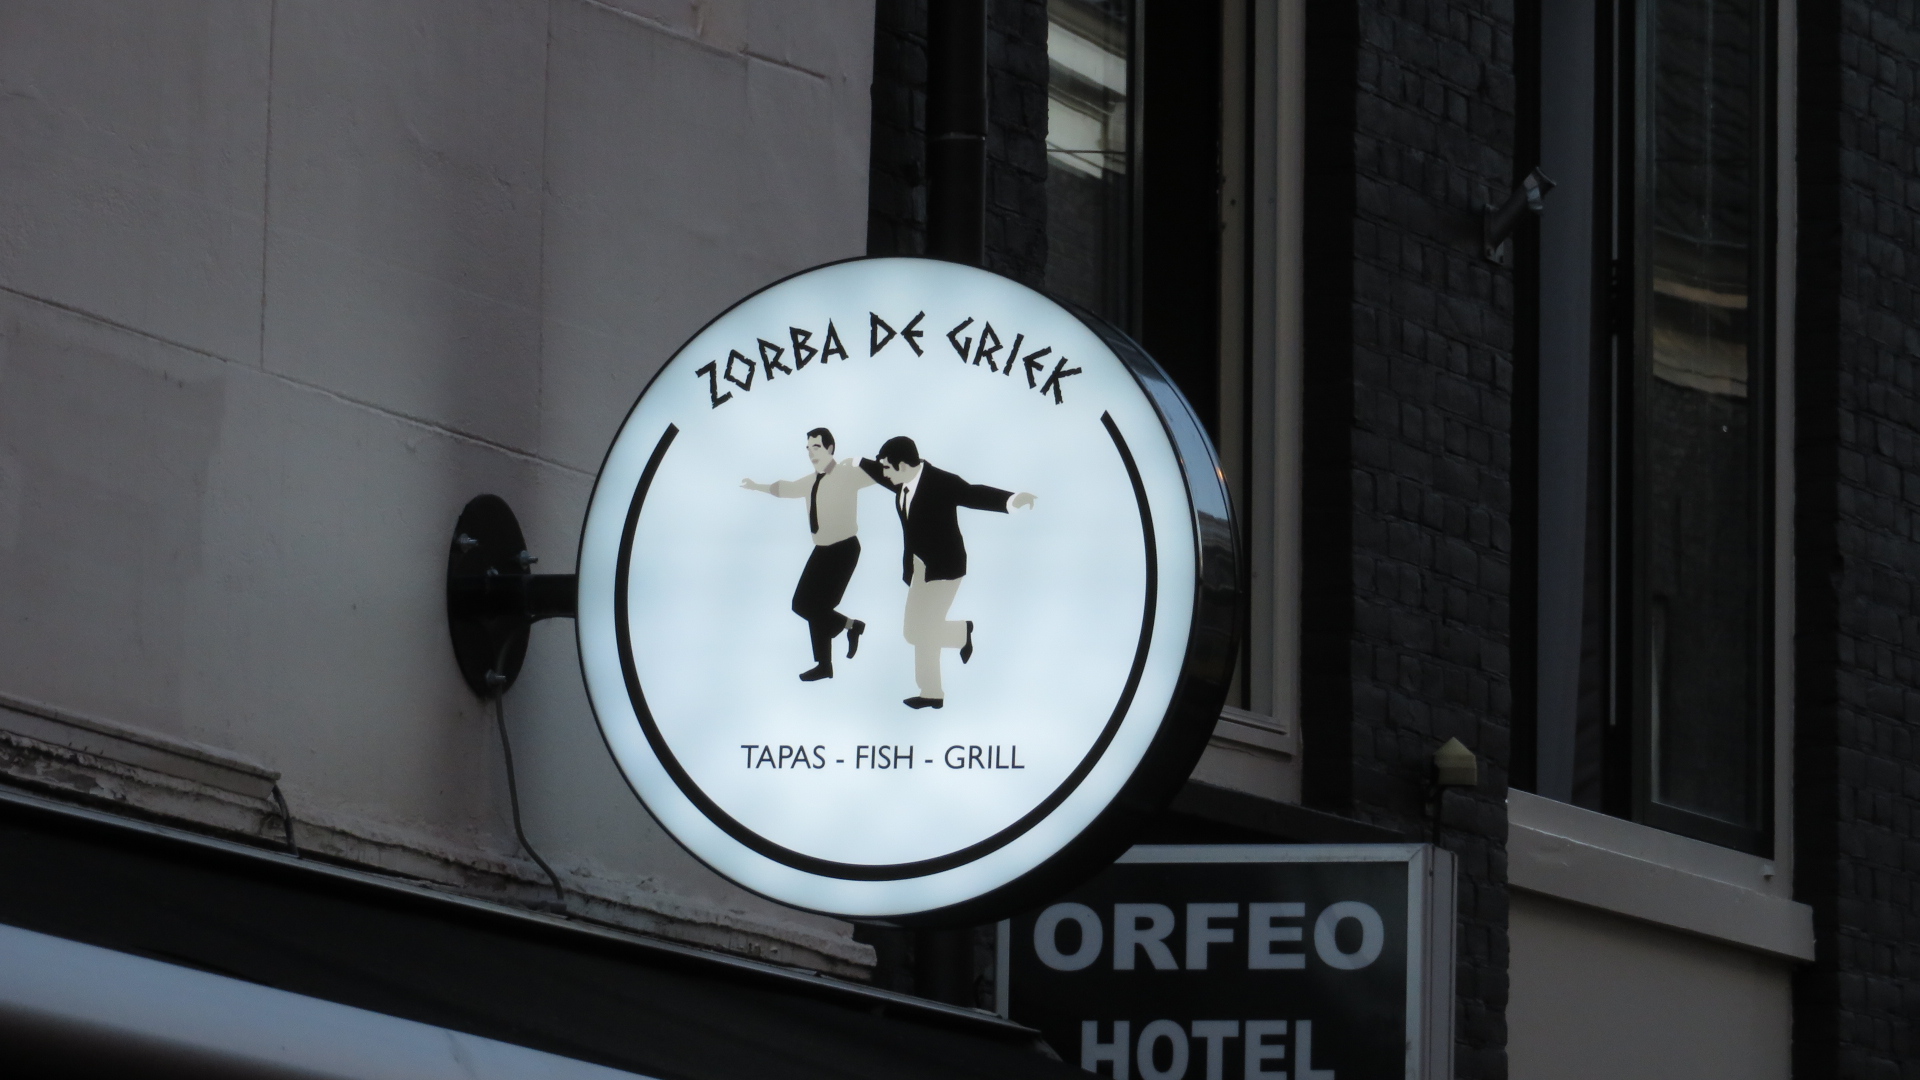 ZORBA DE GRIEK
TAPAS - FISH - GRILL
ORFEO
HOTEL